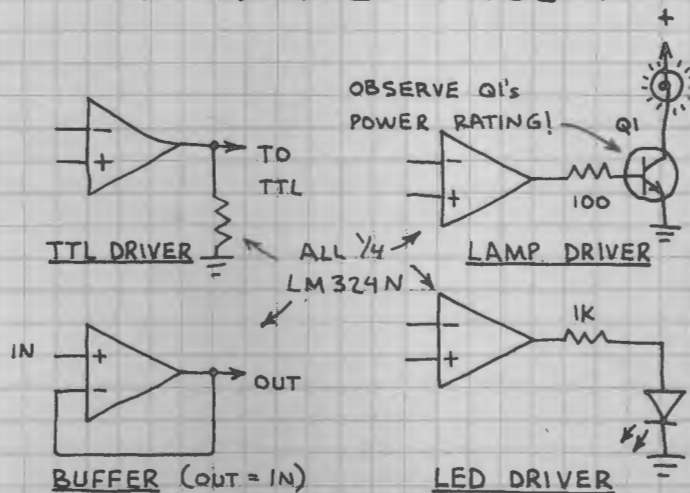 OBSERVE Q1's
POWER RATING!
Q1
+
-
+
TO
TTL
-
+
100
TTL DRIVER
ALL 1/4
LM324N
LAMP DRIVER
IN
+
-
OUT
-
+
1K
BUFFER (OUT = IN)
LED DRIVER